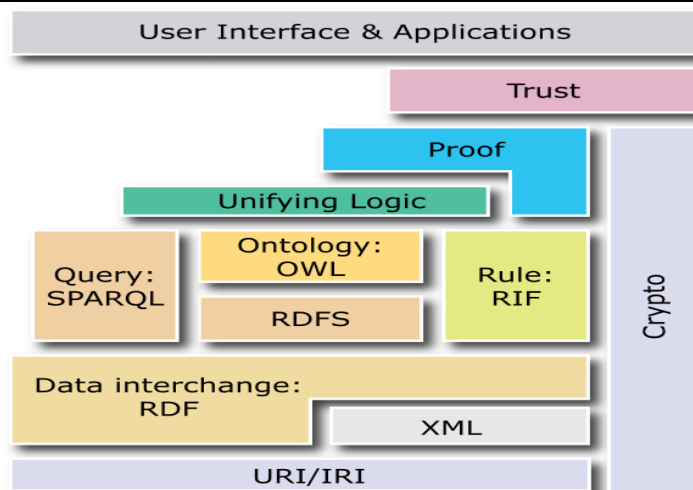 User Interface & Applications
Trust
Proof
Unifying Logic
Query:
SPARQL
Ontology:
OWL
RDFS
Rule:
RIF
Crypto
Data interchange:
RDF
XML
URI/IRI